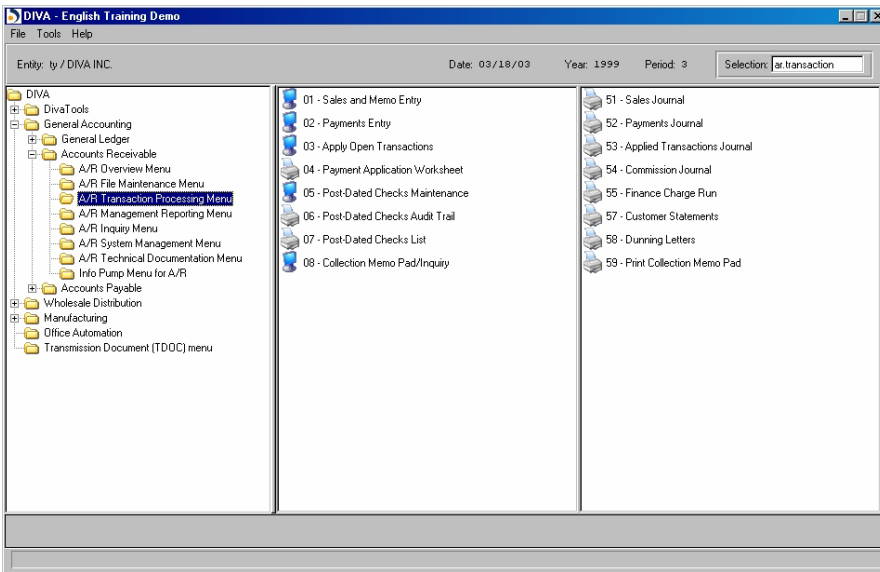 DIVA - English Training Demo
File Tools Help
Entity: ty / DIVA INC. Date: 03/18/03 Year: 1999 Period: 3 Selection: ar.transaction
DIVA
DivaTools
General Accounting
General Ledger
Accounts Receivable
A/R Overview Menu
A/R File Maintenance Menu
A/R Transaction Processing Menu
A/R Management Reporting Menu
A/R Inquiry Menu
A/R System Management Menu
A/R Technical Documentation Menu
Info Pump Menu for A/R
Accounts Payable
Wholesale Distribution
Manufacturing
Office Automation
Transmission Document (TDOC) menu
01 - Sales and Memo Entry
02 - Payments Entry
03 - Apply Open Transactions
04 - Payment Application Worksheet
05 - Post-Dated Checks Maintenance
06 - Post-Dated Checks Audit Trail
07 - Post-Dated Checks List
08 - Collection Memo Pad/Inquiry
51 - Sales Journal
52 - Payments Journal
53 - Applied Transactions Journal
54 - Commission Journal
55 - Finance Charge Run
57 - Customer Statements
58 - Dunning Letters
59 - Print Collection Memo Pad